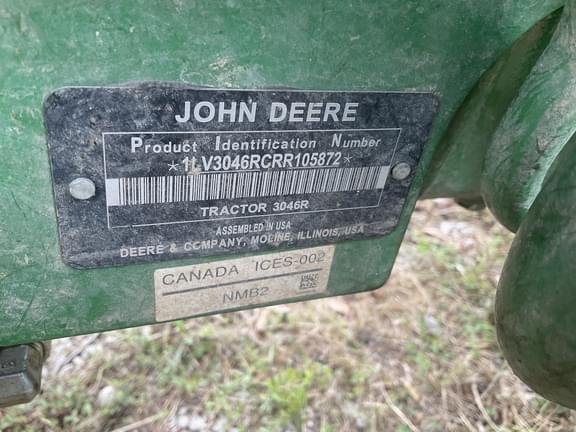 JOHN DEERE
Product Identification Number
*1LV3046RCRR105872*
TRACTOR 3046R
ASSEMBLED IN USA
DEERE & COMPANY, MOLINE, ILLINOIS, USA
CANADA ICES-002
NMB2